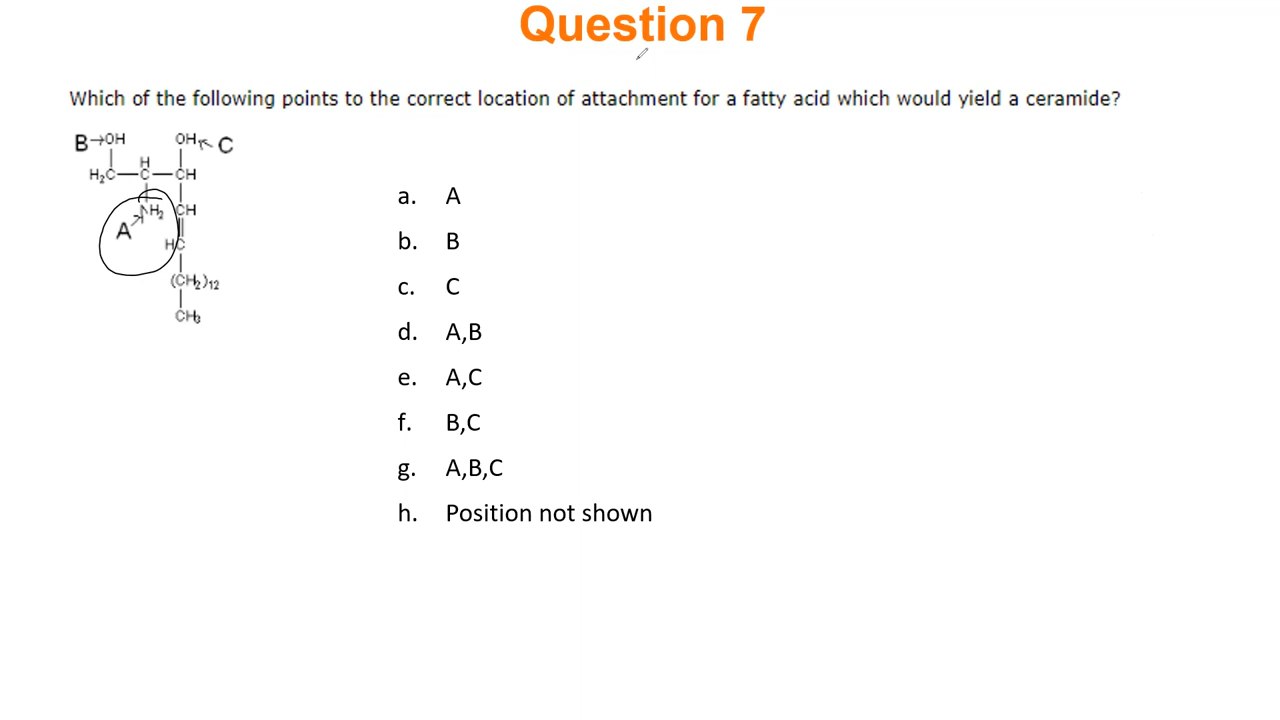 Question 7
Which of the following points to the correct location of attachment for a fatty acid which would yield a ceramide?
B→OH OH↖C
H
H₂C—C—CH
NH₂ CH
A↗
HC
(CH₂)₁₂
CH₃
a. A
b. B
c. C
d. A,B
e. A,C
f. B,C
g. A,B,C
h. Position not shown